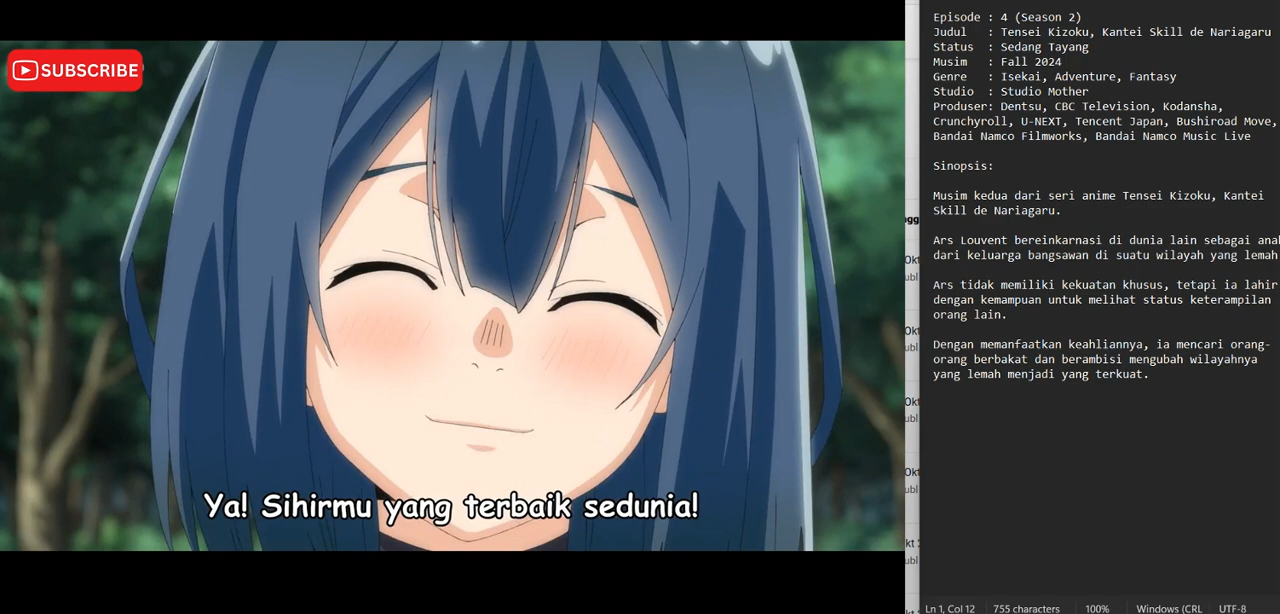 SUBSCRIBE
Ya! Sihirmu yang terbaik sedunia!
Episode : 4 (Season 2)
Judul : Tensei Kizoku, Kantei Skill de Nariagaru
Status : Sedang Tayang
Musim : Fall 2024
Genre : Isekai, Adventure, Fantasy
Studio : Studio Mother
Produser: Dentsu, CBC Television, Kodansha,
Crunchyroll, U-NEXT, Tencent Japan, Bushiroad Move,
Bandai Namco Filmworks, Bandai Namco Music Live
Sinopsis:
Musim kedua dari seri anime Tensei Kizoku, Kantei
Skill de Nariagaru.
Ars Louvent bereinkarnasi di dunia lain sebagai
dari keluarga bangsawan di suatu wilayah yang lemah
Ars tidak memiliki kekuatan khusus, tetapi ia lahir
dengan kemampuan untuk melihat status keterampilan
orang lain.
Dengan memanfaatkan keahliannya, ia mencari orang-
orang berbakat dan berambisi mengubah wilayahnya
yang lemah menjadi yang terkuat.
Ln 1, Col 12 755 characters 100% Windows (CRL UTF-8